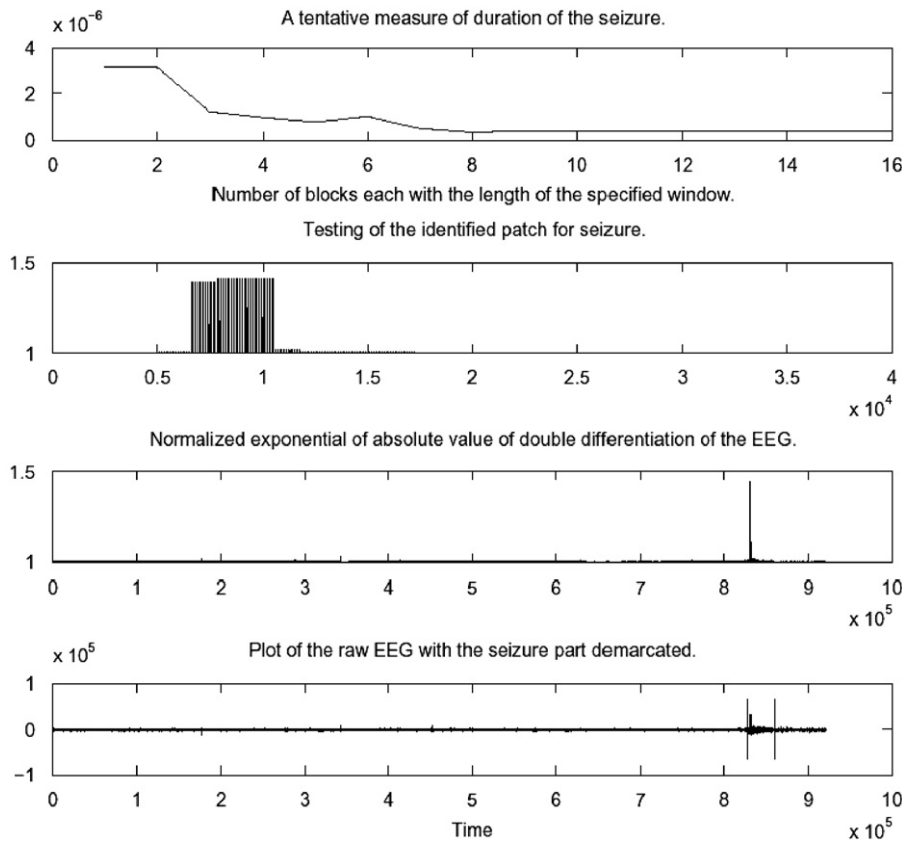 A tentative measure of duration of the seizure.
x 10⁻⁶
4
2
0
0 2 4 6 8 10 12 14 16
Number of blocks each with the length of the specified window.
Testing of the identified patch for seizure.
1.5
1
0 0.5 1 1.5 2 2.5 3 3.5 4
x 10⁴
Normalized exponential of absolute value of double differentiation of the EEG.
1.5
1
0 1 2 3 4 5 6 7 8 9 10
x 10⁵
Plot of the raw EEG with the seizure part demarcated.
x 10⁵
1
0
−1
0 1 2 3 4 5 6 7 8 9 10
Time
x 10⁵